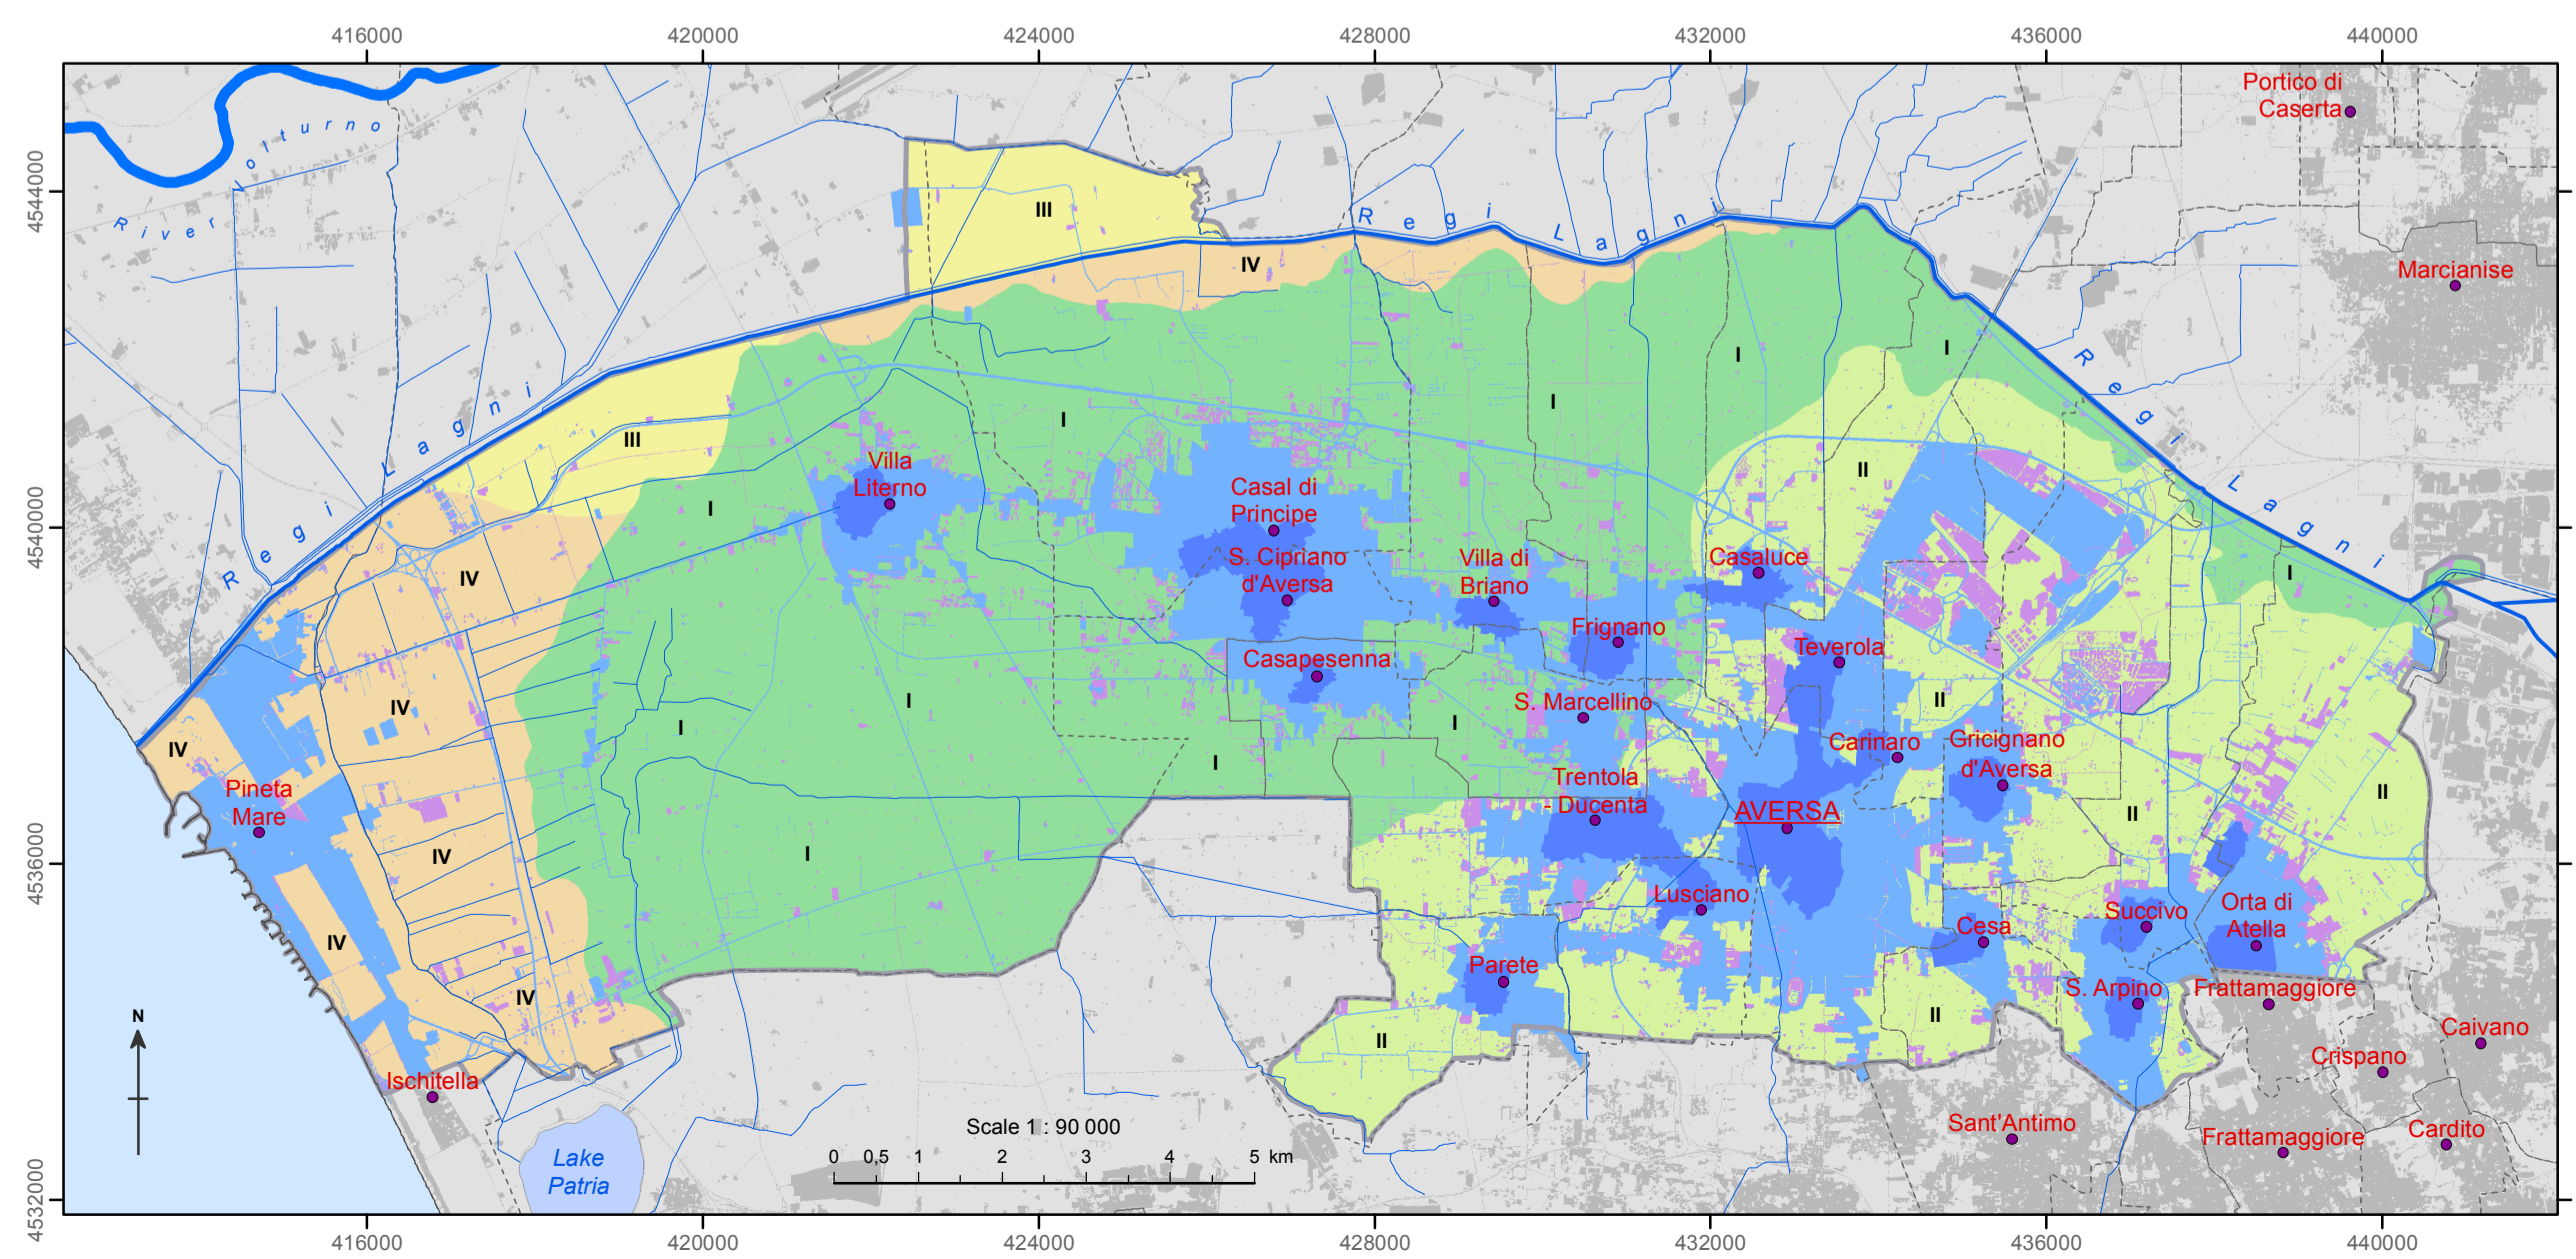 416000
420000
424000
428000
432000
436000
440000
4544000
4540000
4536000
4532000
Portico di
Caserta
River Volturno
III
Regi Lagni
IV
Marcianise
I
I
Regi Lagni
I
I
III
Regi Lagni
II
Villa
Literno
Casal di
Principe
I
Regi Lagni
S. Cipriano
d'Aversa
Villa di
Briano
Casaluce
IV
I
Frignano
Teverola
Casapesenna
S. Marcellino
II
IV
I
I
I
IV
Carinaro
Gricignano
d'Aversa
I
I
Pineta
Mare
Trentola
- Ducenta
AVERSA
II
II
IV
I
Lusciano
Succivo
Orta di
Atella
Cesa
IV
Parete
S. Arpino
Frattamaggiore
IV
II
II
N
Caivano
Crispano
Ischitella
Sant'Antimo
Frattamaggiore
Cardito
Lake
Patria
Scale 1 : 90 000
0 0,5 1 2 3 4 5 km
416000
420000
424000
428000
432000
436000
440000